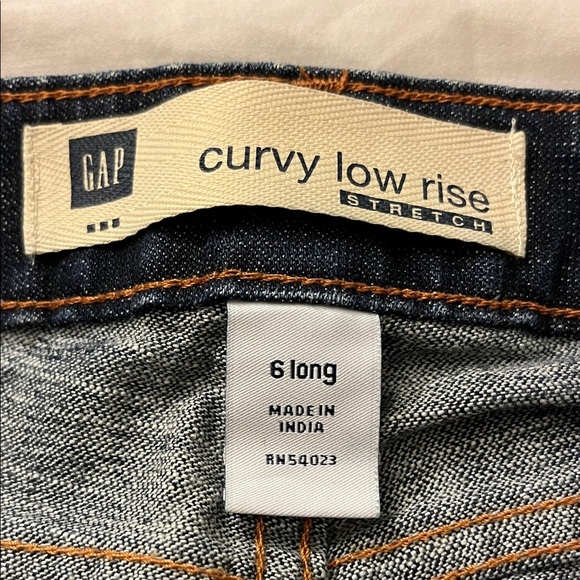 GAP
curvy low rise
STRETCH
6 long
MADE IN
INDIA
RN54023